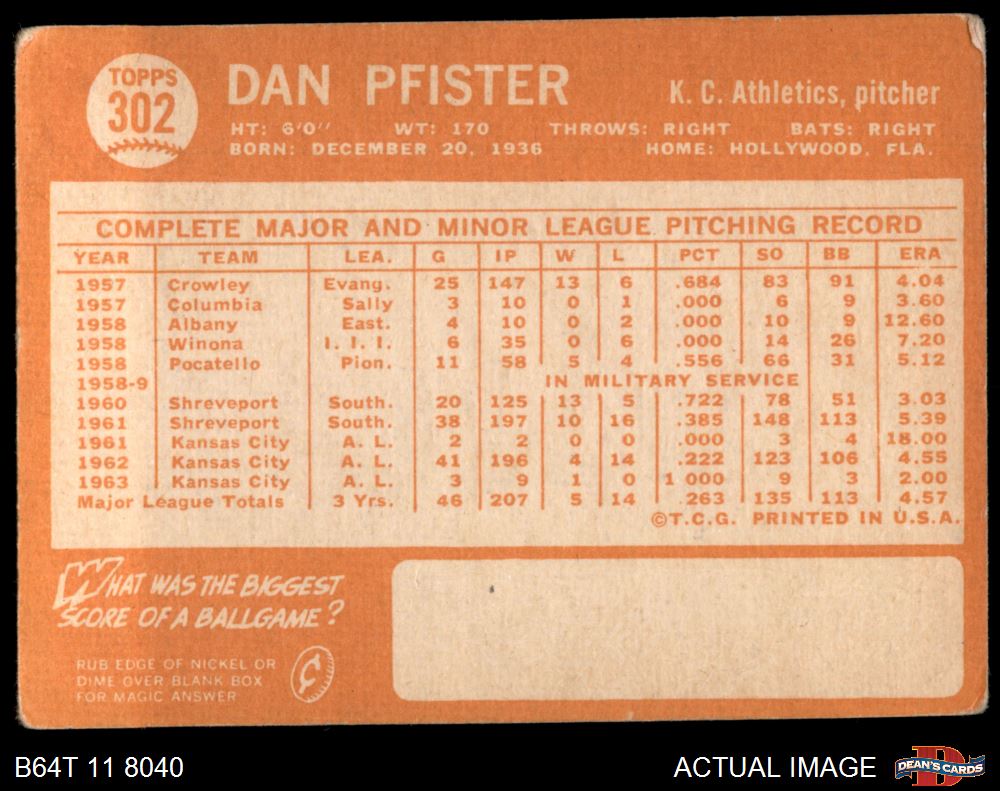 TOPPS
302
DAN PFISTER
K. C. Athletics, pitcher
HT: 6'0" WT: 170 THROWS: RIGHT BATS: RIGHT
BORN: DECEMBER 20, 1936 HOME: HOLLYWOOD, FLA.
COMPLETE MAJOR AND MINOR LEAGUE PITCHING RECORD
YEAR TEAM LEA. G IP W L PCT SO BB ERA
1957 Crowley Evang. 25 147 13 6 .684 83 91 4.04
1957 Columbia Sally 3 10 0 1 .000 6 9 3.60
1958 Albany East. 4 10 0 2 .000 10 9 12.60
1958 Winona I. I. I. 6 35 0 6 .000 14 26 7.20
1958 Pocatello Pion. 11 58 5 4 .556 66 31 5.12
1958-9 IN MILITARY SERVICE
1960 Shreveport South. 20 125 13 5 .722 78 51 3.03
1961 Shreveport South. 38 197 10 16 .385 148 113 5.39
1961 Kansas City A. L. 2 2 0 0 .000 3 4 18.00
1962 Kansas City A. L. 41 196 4 14 .222 123 106 4.55
1963 Kansas City A. L. 3 9 1 0 1 000 9 3 2.00
Major League Totals 3 Yrs. 46 207 5 14 .263 135 113 4.57
©T.C.G. PRINTED IN U.S.A.
WHAT WAS THE BIGGEST
SCORE OF A BALLGAME?
RUB EDGE OF NICKEL OR
DIME OVER BLANK BOX
FOR MAGIC ANSWER
¢
B64T 11 8040
ACTUAL IMAGE
D
DEAN'S CARDS